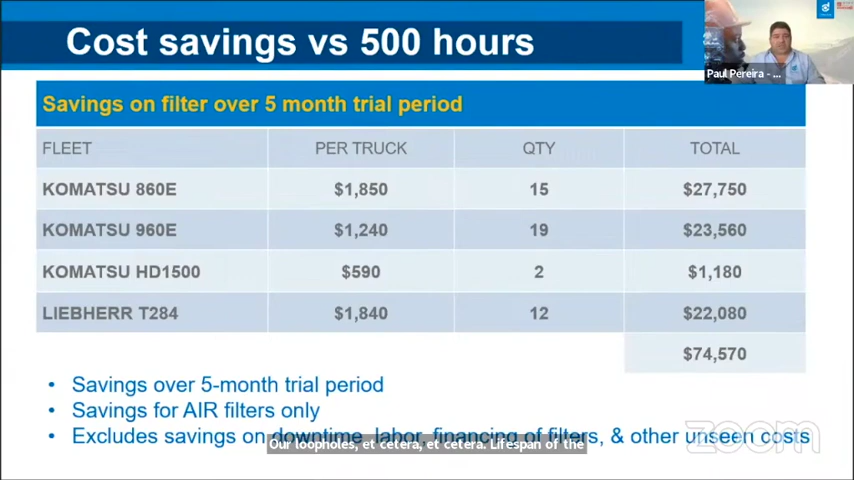 Cost savings vs 500 hours
Paul Pereira - ...
Savings on filter over 5 month trial period
FLEET PER TRUCK QTY TOTAL
KOMATSU 860E $1,850 15 $27,750
KOMATSU 960E $1,240 19 $23,560
KOMATSU HD1500 $590 2 $1,180
LIEBHERR T284 $1,840 12 $22,080
$74,570
• Savings over 5-month trial period
• Savings for AIR filters only
• Excludes savings on downtime, labor, financing of filters, & other unseen costs
Our loopholes, et cetera, et cetera. Lifespan of the
zoom